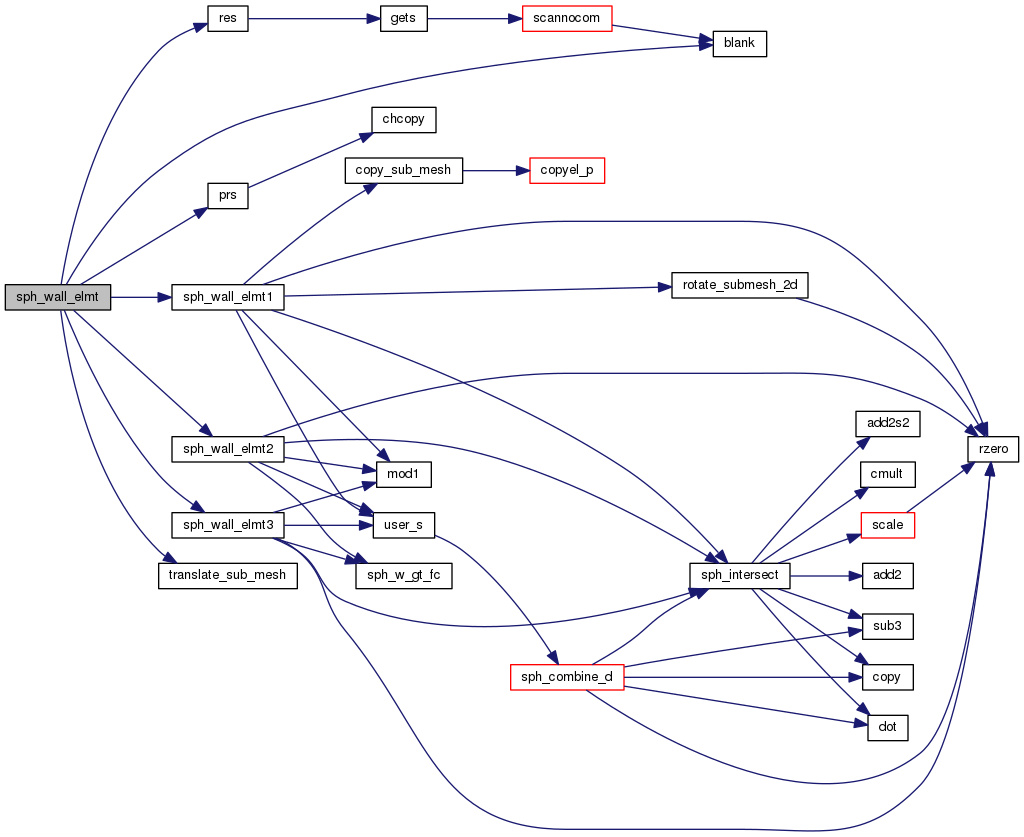 res
gets
scannocom
blank
chcopy
copy_sub_mesh
copyel_p
prs
sph_wall_elmt
sph_wall_elmt1
rotate_submesh_2d
add2s2
sph_wall_elmt2
rzero
mod1
cmult
sph_wall_elmt3
user_s
scale
translate_sub_mesh
sph_w_gt_fc
sph_intersect
add2
sub3
sph_combine_d
copy
dot